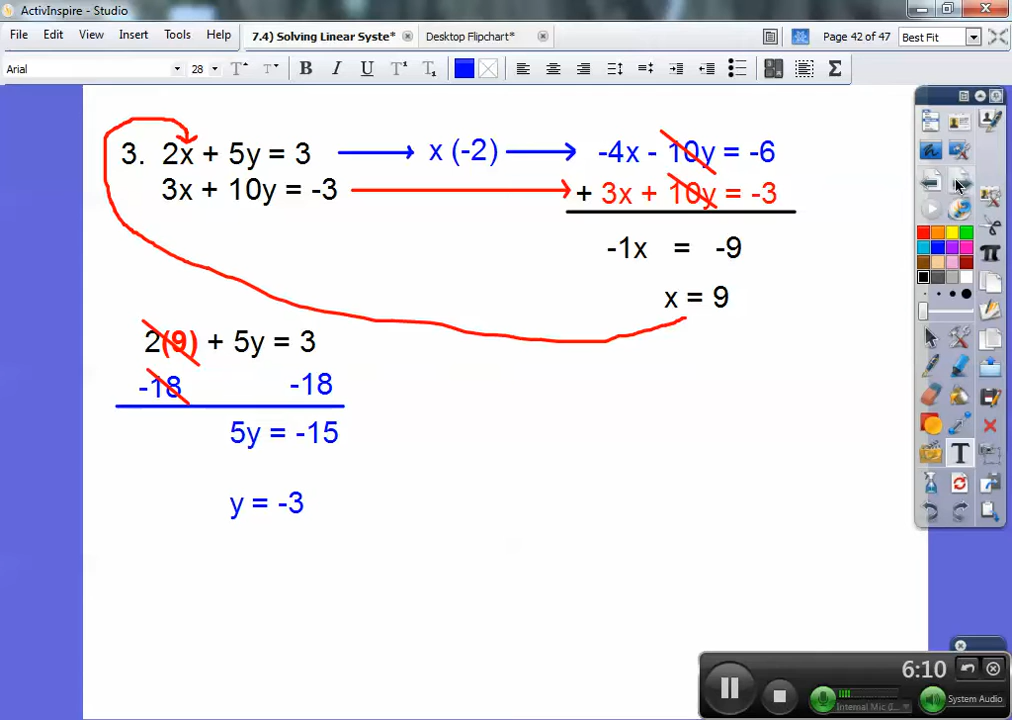 ActivInspire - Studio
File Edit View Insert Tools Help
7.4) Solving Linear Syste* Desktop Flipchart* Page 42 of 47 Best Fit
Arial 28 T T B I U T¹ T₁ Σ
3. 2x + 5y = 3 x (-2) -4x - 10y = -6
3x + 10y = -3 + 3x + 10y = -3
-1x = -9
x = 9
2(9) + 5y = 3
-18 -18
5y = -15
y = -3
6:10
Internal Mic (I... System Audio